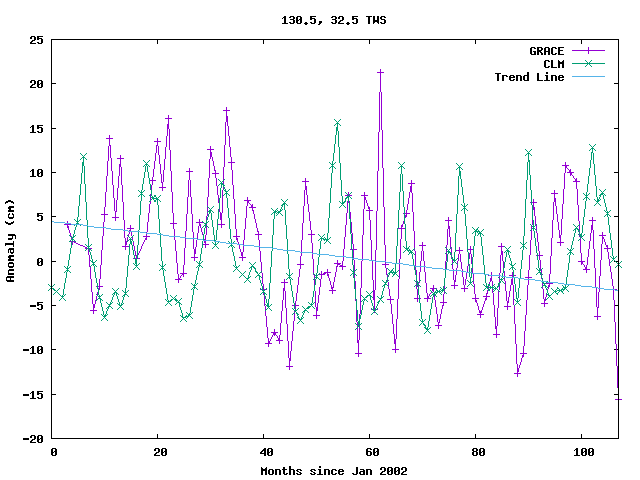 130.5, 32.5 TWS
GRACE
CLM
Trend Line
25
20
15
10
5
0
-5
-10
-15
-20
Anomaly (cm)
0 20 40 60 80 100
Months since Jan 2002